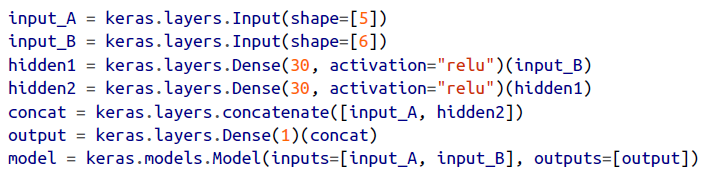 input_A = keras.layers.Input(shape=[5])
input_B = keras.layers.Input(shape=[6])
hidden1 = keras.layers.Dense(30, activation="relu")(input_B)
hidden2 = keras.layers.Dense(30, activation="relu")(hidden1)
concat = keras.layers.concatenate([input_A, hidden2])
output = keras.layers.Dense(1)(concat)
model = keras.models.Model(inputs=[input_A, input_B], outputs=[output])